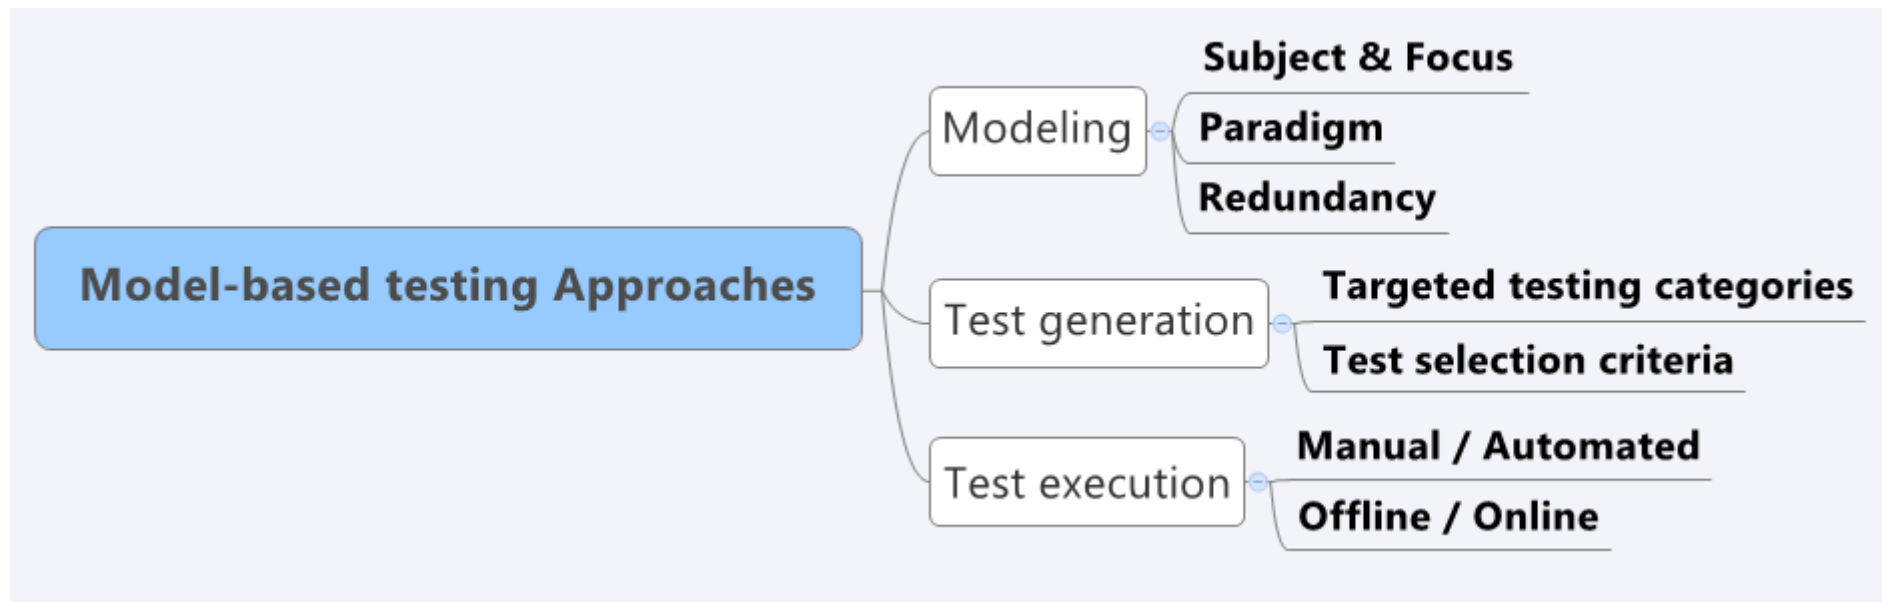 Model-based testing Approaches
Modeling
Subject & Focus
Paradigm
Redundancy
Test generation
Targeted testing categories
Test selection criteria
Test execution
Manual / Automated
Offline / Online